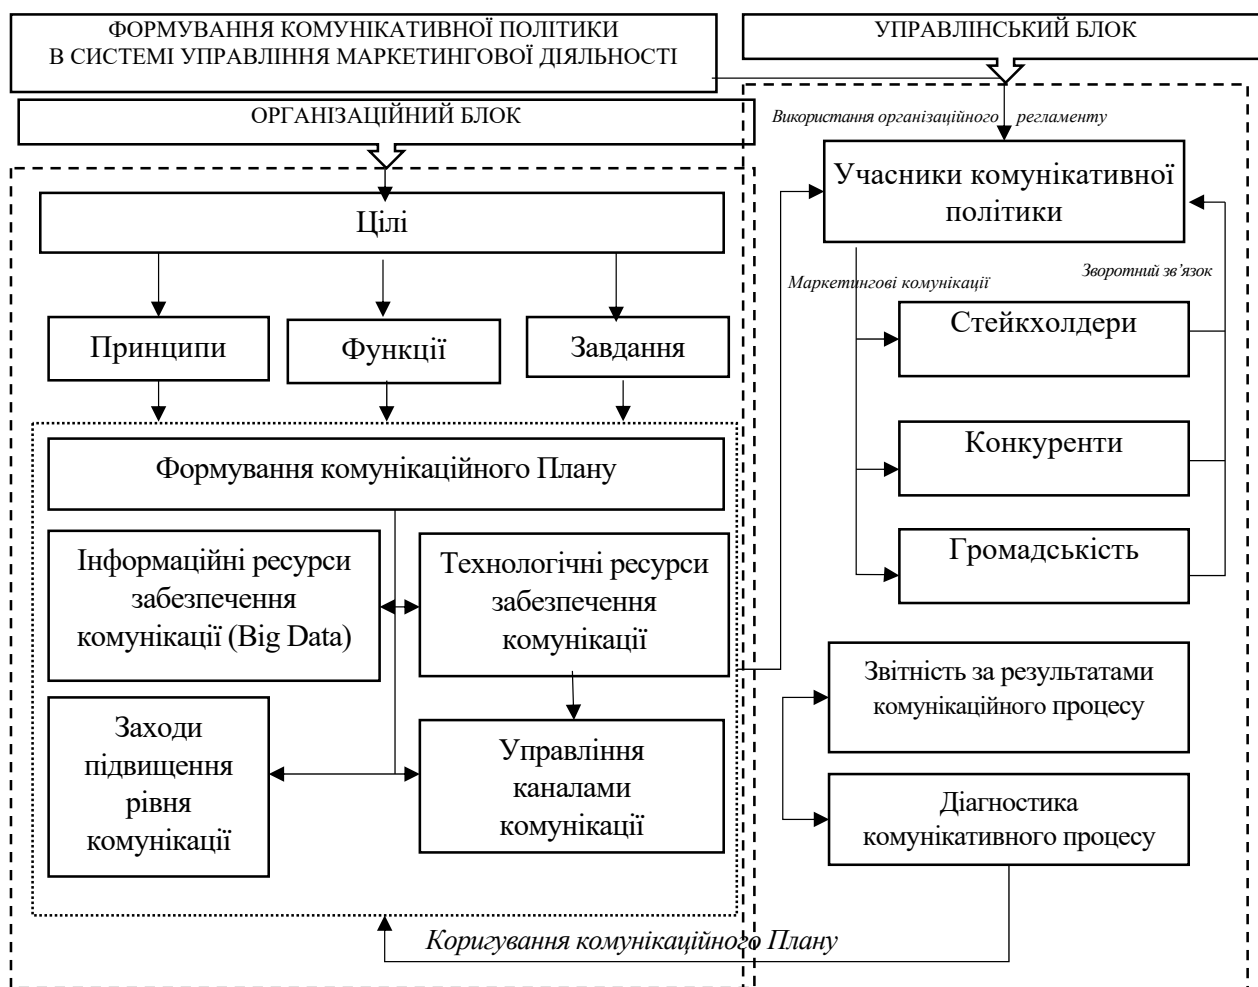 ФОРМУВАННЯ КОМУНІКАТИВНОЇ ПОЛІТИКИ
В СИСТЕМІ УПРАВЛІННЯ МАРКЕТИНГОВОЇ ДІЯЛЬНОСТІ
УПРАВЛІНСЬКИЙ БЛОК
ОРГАНІЗАЦІЙНИЙ БЛОК
Використання організаційного регламенту
Учасники комунікативної
політики
Цілі
Маркетингові комунікації
Зворотний зв’язок
Принципи
Функції
Завдання
Стейкхолдери
Конкуренти
Громадськість
Формування комунікаційного Плану
Інформаційні ресурси
забезпечення
комунікації (Big Data)
Технологічні ресурси
забезпечення
комунікації
Заходи
підвищення
рівня
комунікації
Управління
каналами
комунікації
Звітність за результатами
комунікаційного процесу
Діагностика
комунікативного процесу
Коригування комунікаційного Плану